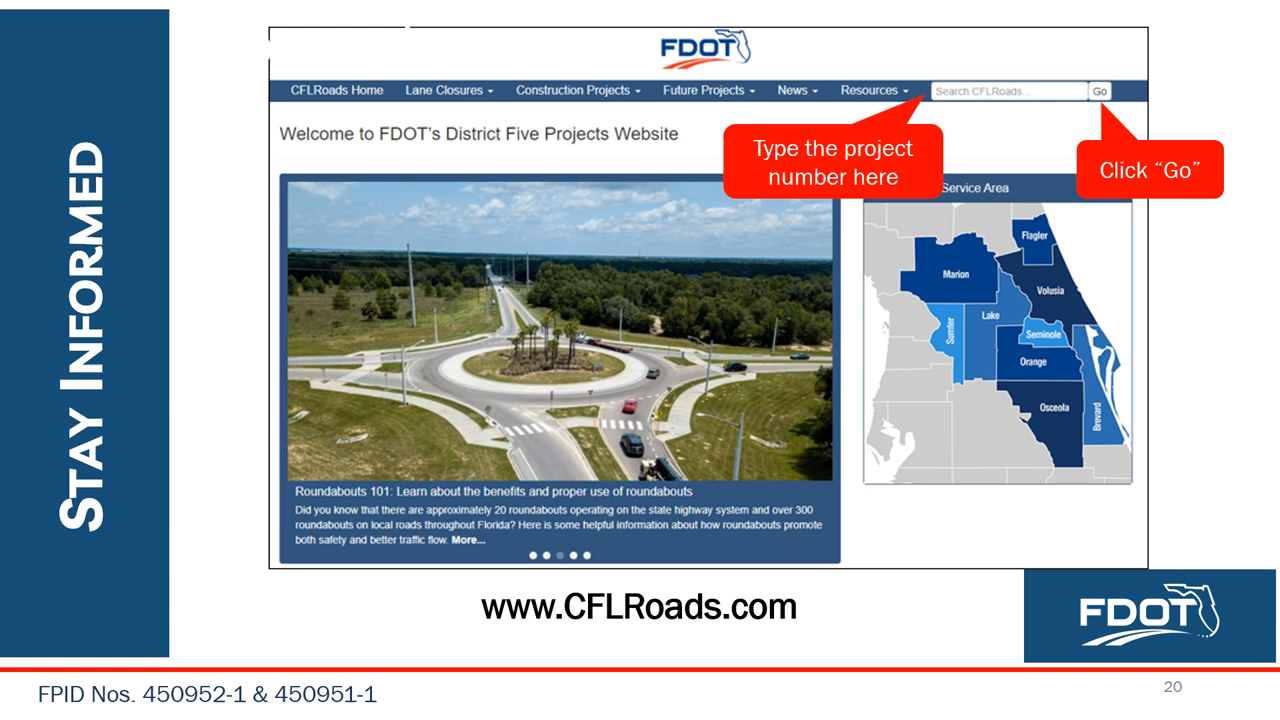 STAY INFORMED
FDOT
CFLRoads Home Lane Closures Construction Projects Future Projects News Resources Search CFLRoads... Go
Welcome to FDOT's District Five Projects Website
Type the project
number here
Click “Go”
Service Area
Flagler
Marion
Volusia
Lake
Sumter
Seminole
Orange
Osceola
Brevard
Roundabouts 101: Learn about the benefits and proper use of roundabouts
Did you know that there are approximately 20 roundabouts operating on the state highway system and over 300
roundabouts on local roads throughout Florida? Here is some helpful information about how roundabouts promote
both safety and better traffic flow. More...
www.CFLRoads.com
FDOT
FPID Nos. 450952-1 & 450951-1
20